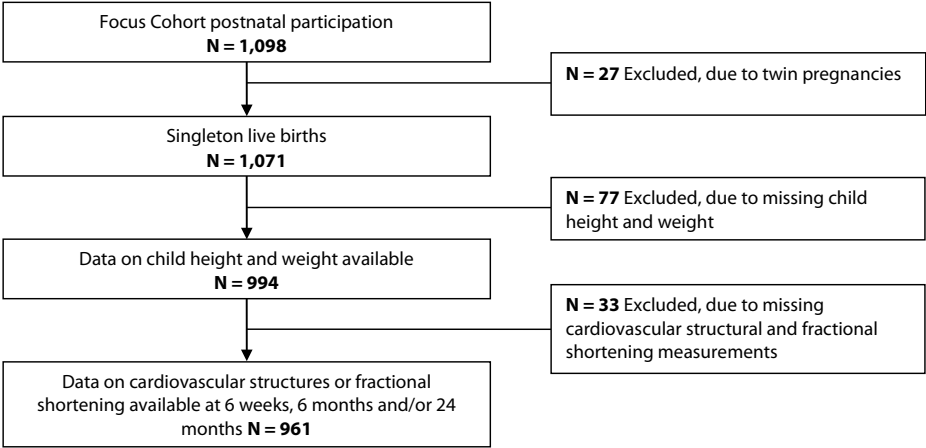 Focus Cohort postnatal participation
N = 1,098
N = 27 Excluded, due to twin pregnancies
Singleton live births
N = 1,071
N = 77 Excluded, due to missing child
height and weight
Data on child height and weight available
N = 994
N = 33 Excluded, due to missing
cardiovascular structural and fractional
shortening measurements
Data on cardiovascular structures or fractional
shortening available at 6 weeks, 6 months and/or 24
months N = 961